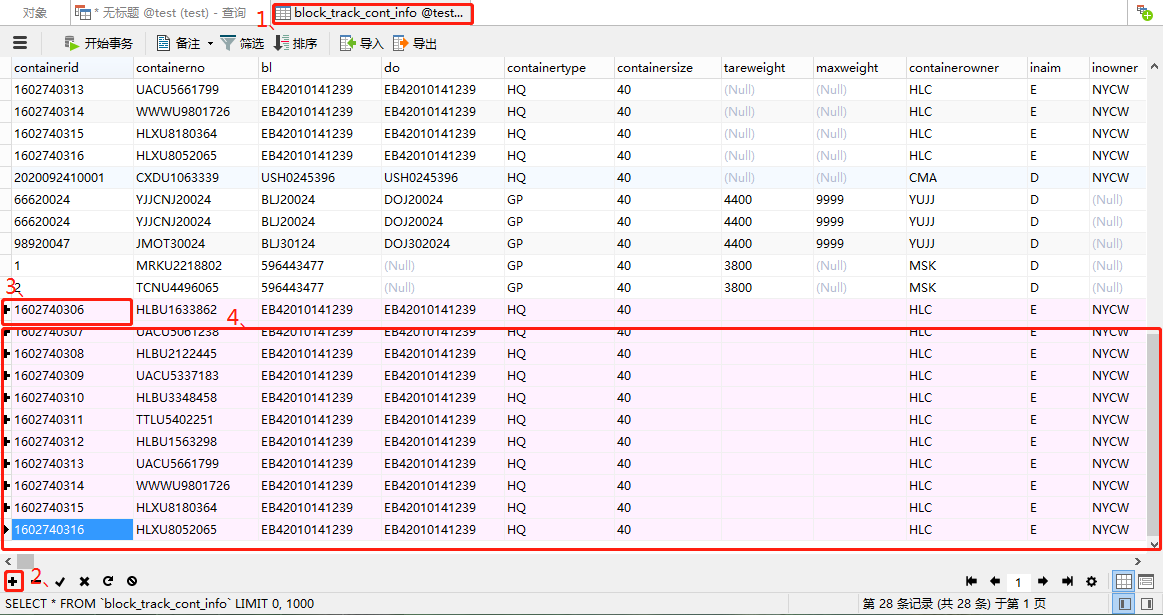 对象 * 无标题 @test (test) - 查询 1、 block_track_cont_info @test...
开始事务 备注 筛选 排序 导入 导出
containerid containerno bl do containertype containersize tareweight maxweight containerowner inaim inowner
1602740313 UACU5661799 EB42010141239 EB42010141239 HQ 40 (Null) (Null) HLC E NYCW
1602740314 WWWU9801726 EB42010141239 EB42010141239 HQ 40 (Null) (Null) HLC E NYCW
1602740315 HLXU8180364 EB42010141239 EB42010141239 HQ 40 (Null) (Null) HLC E NYCW
1602740316 HLXU8052065 EB42010141239 EB42010141239 HQ 40 (Null) (Null) HLC E NYCW
2020092410001 CXDU1063339 USH0245396 USH0245396 HQ 40 (Null) (Null) CMA D NYCW
66620024 YJJCNJ20024 BLJ20024 DOJ20024 GP 40 4400 9999 YUJJ D (Null)
66620024 YJJCNJ20024 BLJ20024 DOJ20024 GP 40 4400 9999 YUJJ D (Null)
98920047 JMOT30024 BLJ30124 DOJ302024 GP 40 4400 9999 YUJJ D (Null)
1 MRKU2218802 596443477 (Null) GP 40 3800 (Null) MSK D (Null)
3、
2 TCNU4496065 596443477 (Null) GP 40 3800 (Null) MSK D (Null)
1602740306 HLBU1633862 EB42010141239 EB42010141239 HQ 40 HLC E NYCW
4、
1602740307 UACU5061238 EB42010141239 EB42010141239 HQ 40 HLC E NYCW
1602740308 HLBU2122445 EB42010141239 EB42010141239 HQ 40 HLC E NYCW
1602740309 UACU5337183 EB42010141239 EB42010141239 HQ 40 HLC E NYCW
1602740310 HLBU3348458 EB42010141239 EB42010141239 HQ 40 HLC E NYCW
1602740311 TTLU5402251 EB42010141239 EB42010141239 HQ 40 HLC E NYCW
1602740312 HLBU1563298 EB42010141239 EB42010141239 HQ 40 HLC E NYCW
1602740313 UACU5661799 EB42010141239 EB42010141239 HQ 40 HLC E NYCW
1602740314 WWWU9801726 EB42010141239 EB42010141239 HQ 40 HLC E NYCW
1602740315 HLXU8180364 EB42010141239 EB42010141239 HQ 40 HLC E NYCW
1602740316 HLXU8052065 EB42010141239 EB42010141239 HQ 40 HLC E NYCW
2、 1
SELECT * FROM `block_track_cont_info` LIMIT 0, 1000 第 28 条记录 (共 28 条) 于第 1 页